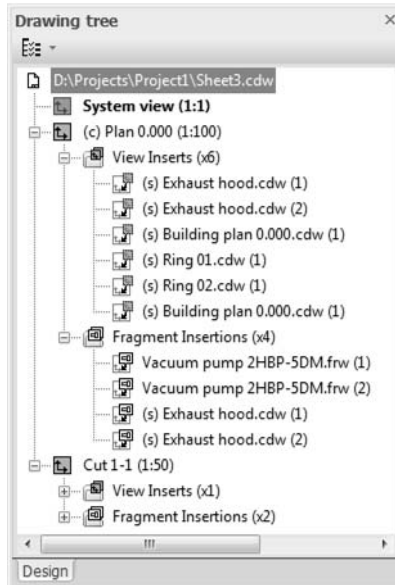 Drawing tree
D:\Projects\Project1\Sheet3.cdw
System view (1:1)
(c) Plan 0.000 (1:100)
View Inserts (x6)
(s) Exhaust hood.cdw (1)
(s) Exhaust hood.cdw (2)
(s) Building plan 0.000.cdw (1)
(s) Ring 01.cdw (1)
(s) Ring 02.cdw (1)
(s) Building plan 0.000.cdw (1)
Fragment Insertions (x4)
Vacuum pump 2HBP-5DM.frw (1)
Vacuum pump 2HBP-5DM.frw (2)
(s) Exhaust hood.cdw (1)
(s) Exhaust hood.cdw (2)
Cut 1-1 (1:50)
View Inserts (x1)
Fragment Insertions (x2)
Design